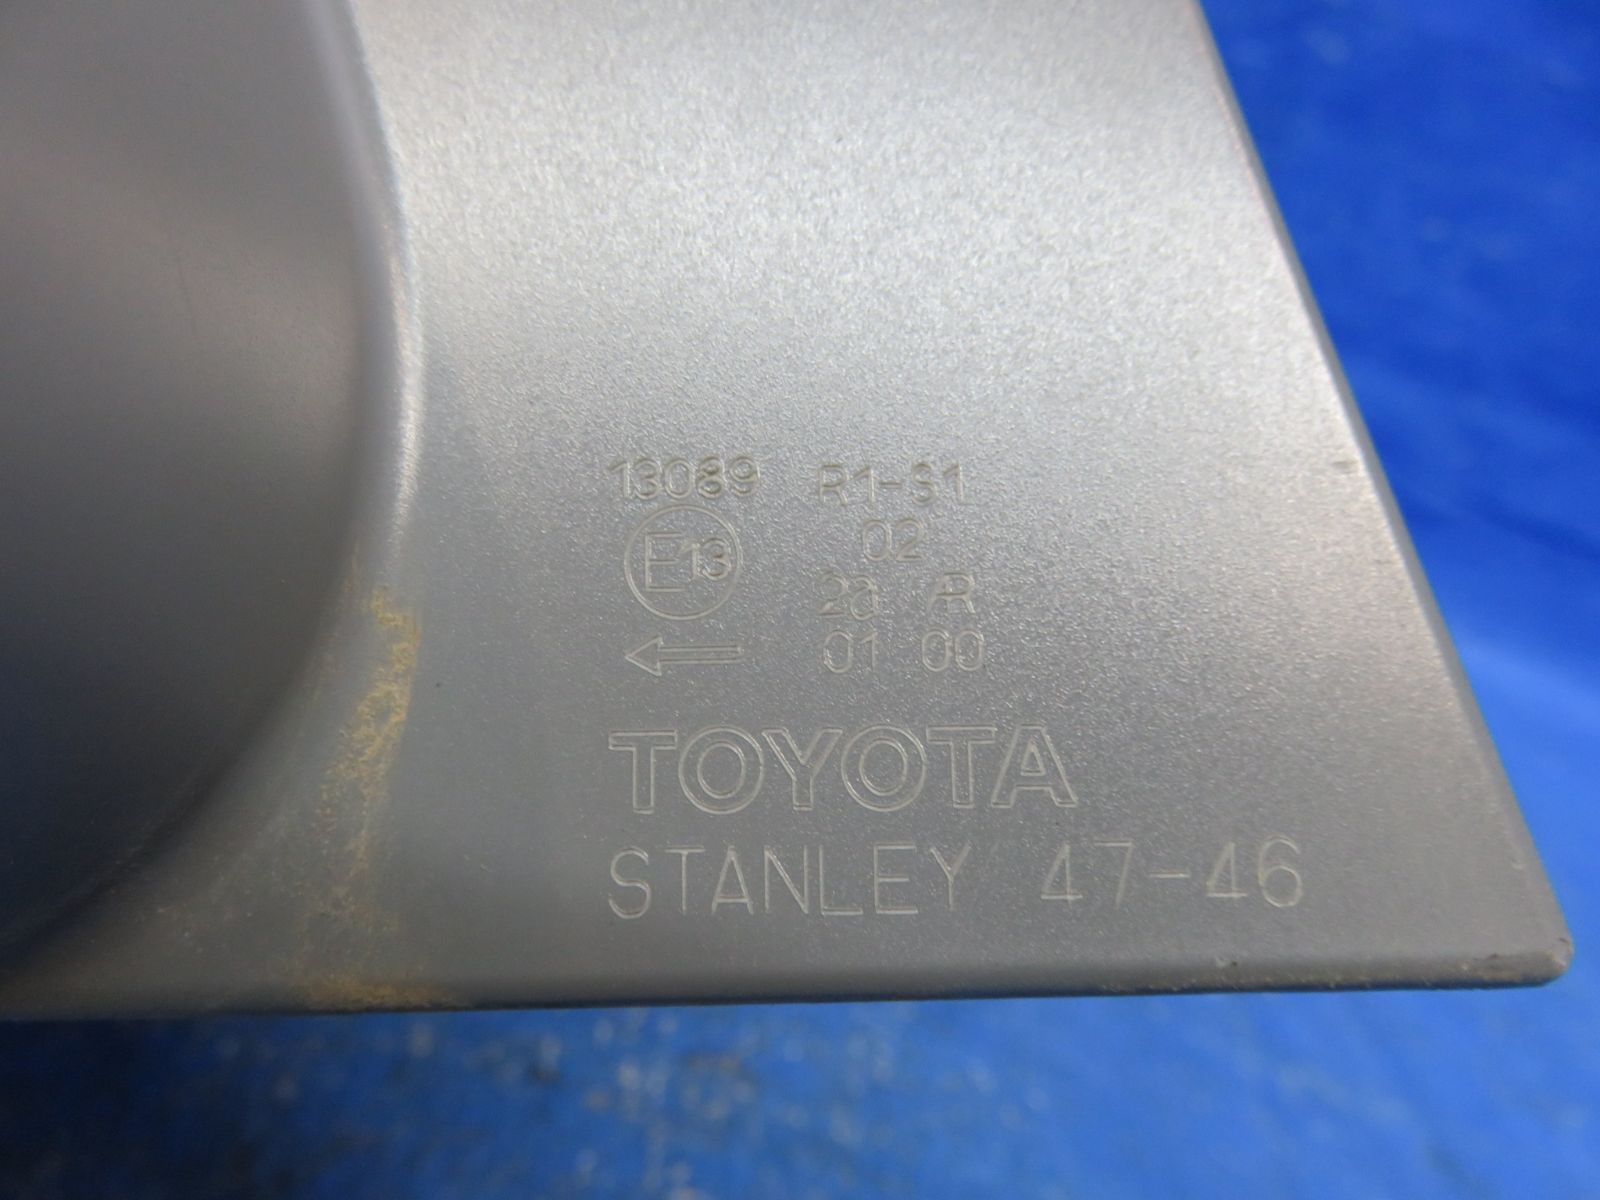 13089 R1-S1
E13 02
2a AR
← 01 00
TOYOTA
STANLEY 47-46